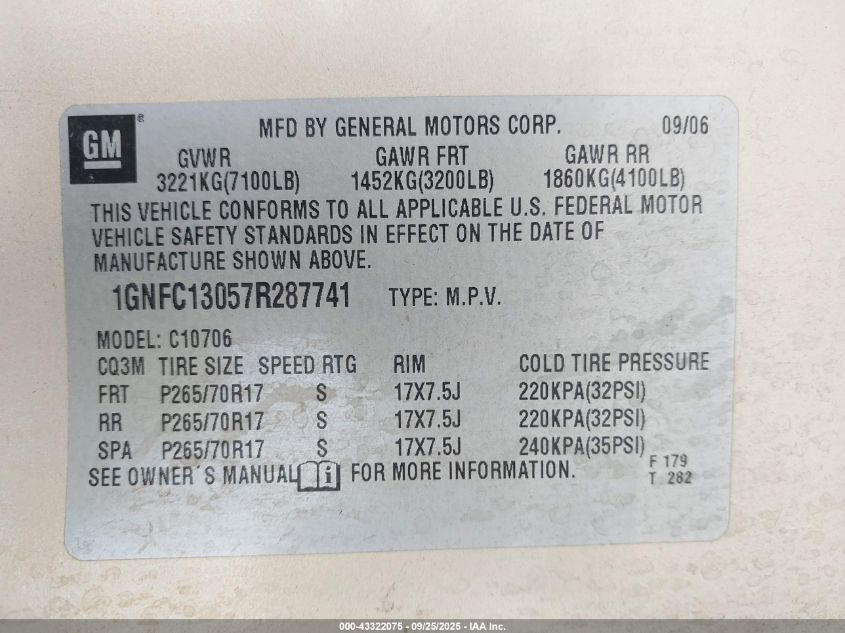 GM ®
MFD BY GENERAL MOTORS CORP. 09/06
GVWR GAWR FRT GAWR RR
3221KG(7100LB) 1452KG(3200LB) 1860KG(4100LB)
THIS VEHICLE CONFORMS TO ALL APPLICABLE U.S. FEDERAL MOTOR
VEHICLE SAFETY STANDARDS IN EFFECT ON THE DATE OF
MANUFACTURE SHOWN ABOVE.
1GNFC13057R287741 TYPE: M.P.V.
MODEL: C10706
CQ3M TIRE SIZE SPEED RTG RIM COLD TIRE PRESSURE
FRT P265/70R17 S 17X7.5J 220KPA(32PSI)
RR P265/70R17 S 17X7.5J 220KPA(32PSI)
SPA P265/70R17 S 17X7.5J 240KPA(35PSI)
SEE OWNER´S MANUAL i FOR MORE INFORMATION.
F 179
T 282
000-43322075 - 09/25/2025 - IAA Inc.